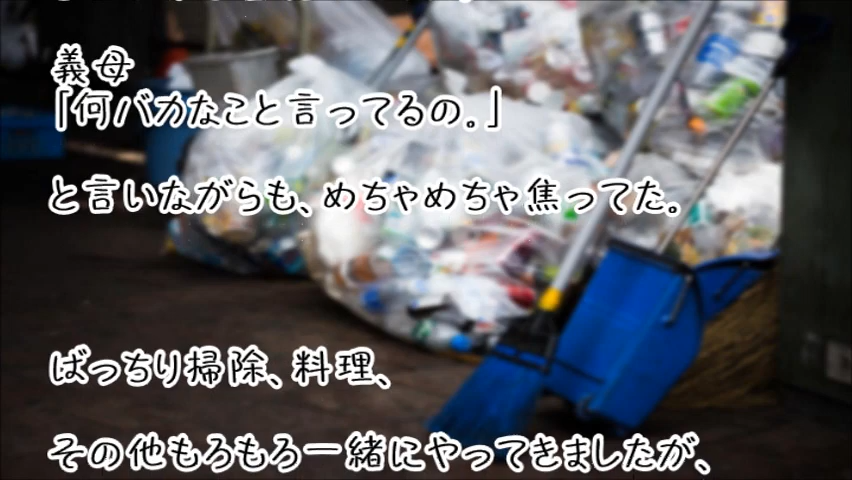 義母
「何バカなこと言ってるの。」
と言いながらも、めちゃめちゃ焦ってた。
ばっちり掃除、料理、
その他もろもろ一緒にやってきましたが、